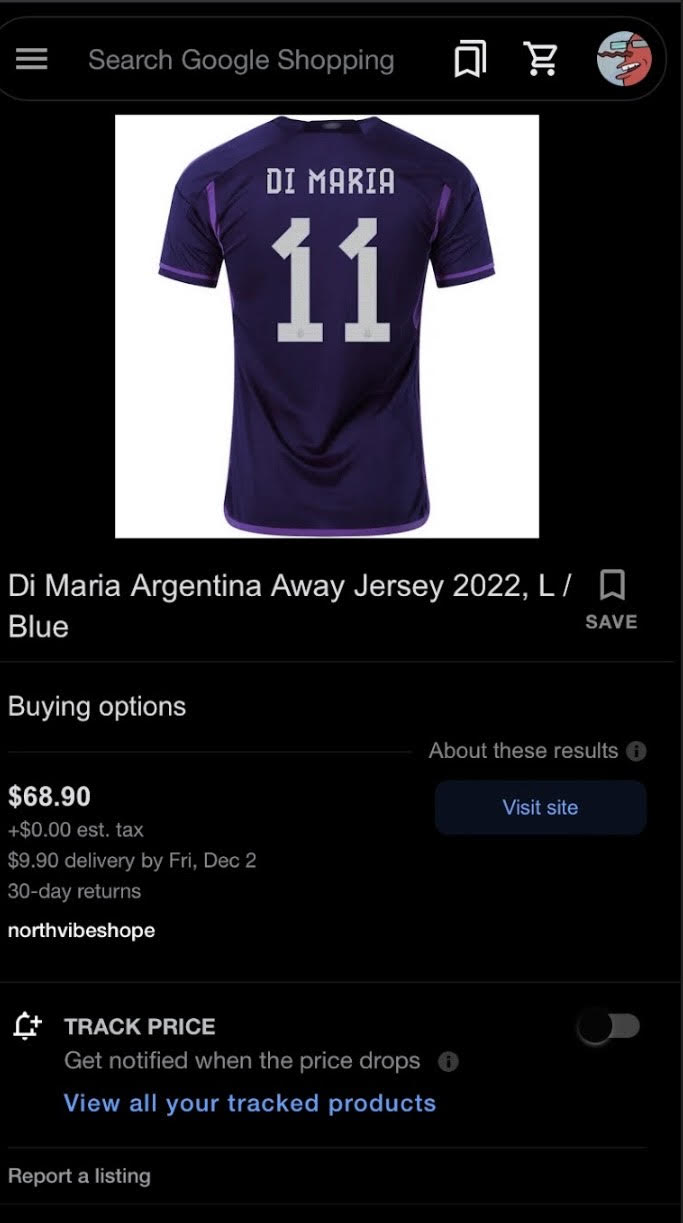 Search Google Shopping
DI MARIA
11
Di Maria Argentina Away Jersey 2022, L /
Blue
SAVE
Buying options
About these results
$68.90
Visit site
+$0.00 est. tax
$9.90 delivery by Fri, Dec 2
30-day returns
northvibeshope
TRACK PRICE
Get notified when the price drops
View all your tracked products
Report a listing